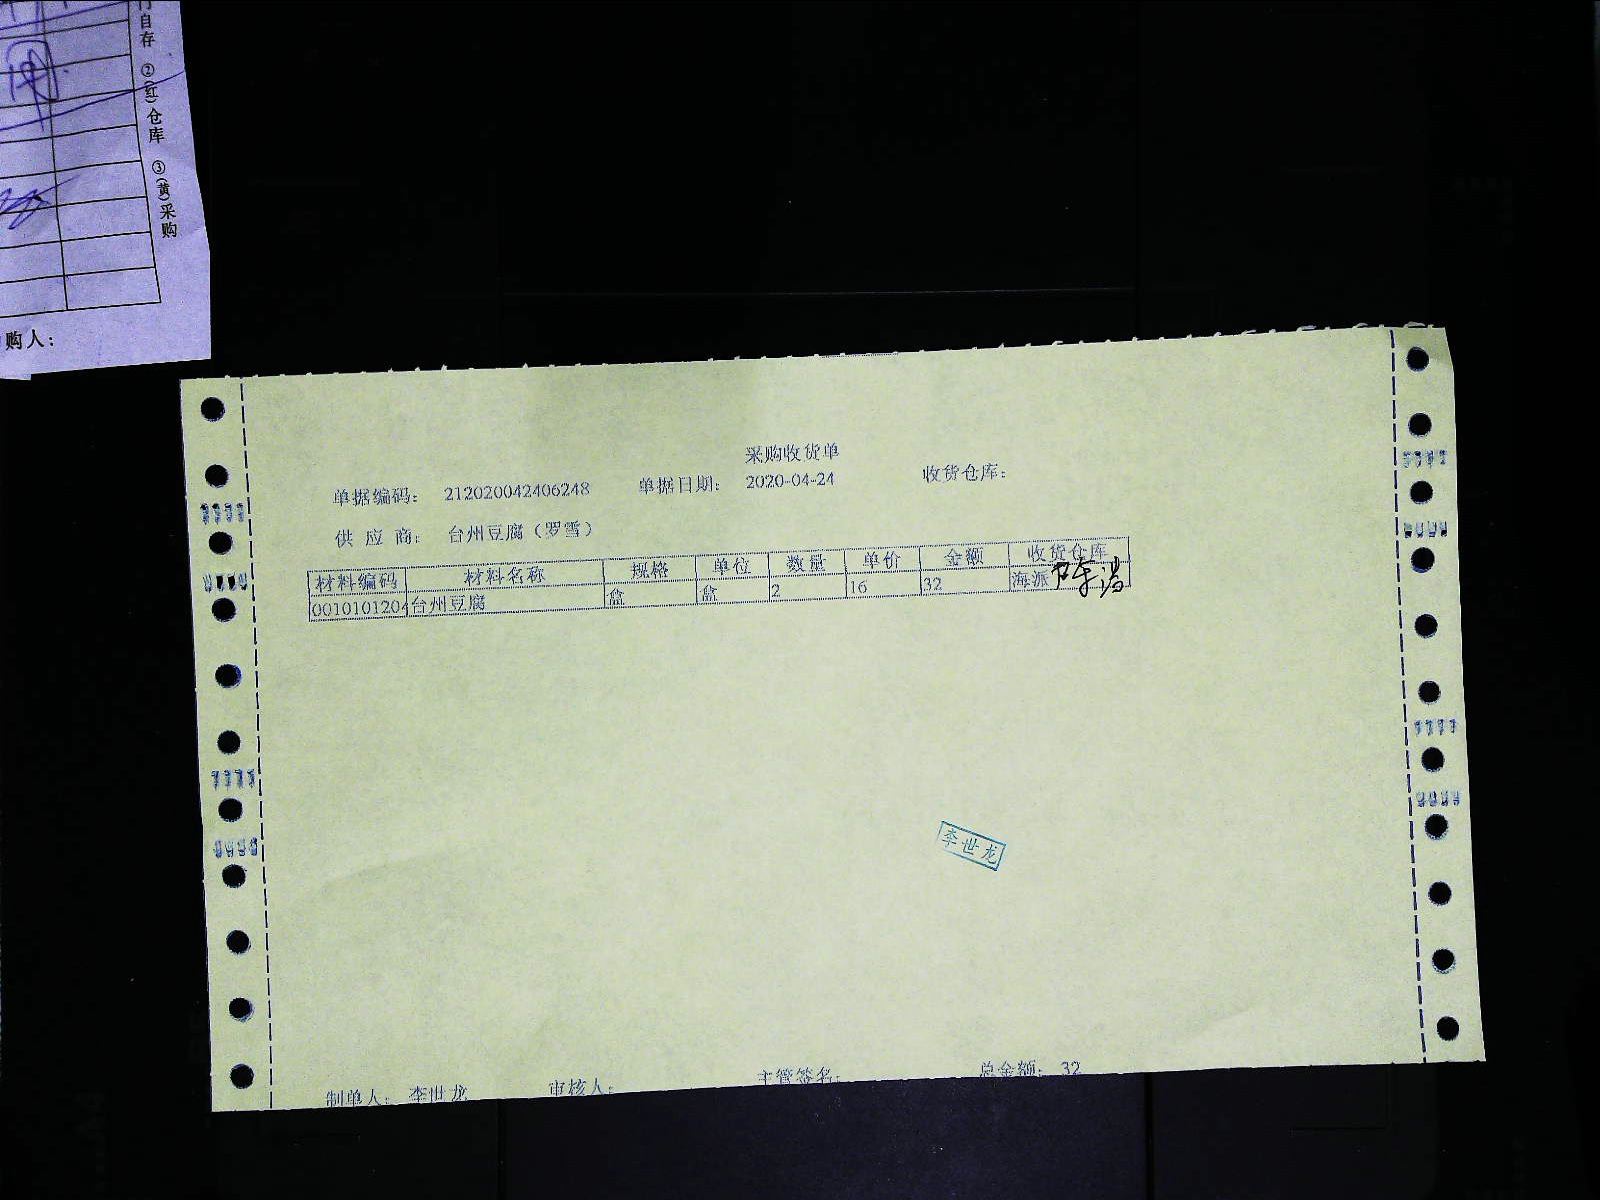 门自存 ②(红)仓库 ③(黄)采购
购人：
采购收货单
单据编码： 212020042406248 单据日期： 2020-04-24 收货仓库：
供 应 商： 台州豆腐（罗雪）
材料编码 材料名称 规格 单位 数量 单价 金额 收货仓库
0010101204 台州豆腐 盒 盒 2 16 32 海派
李世龙
制单人： 李世龙 审核人： 主管签名： 总金额： 32